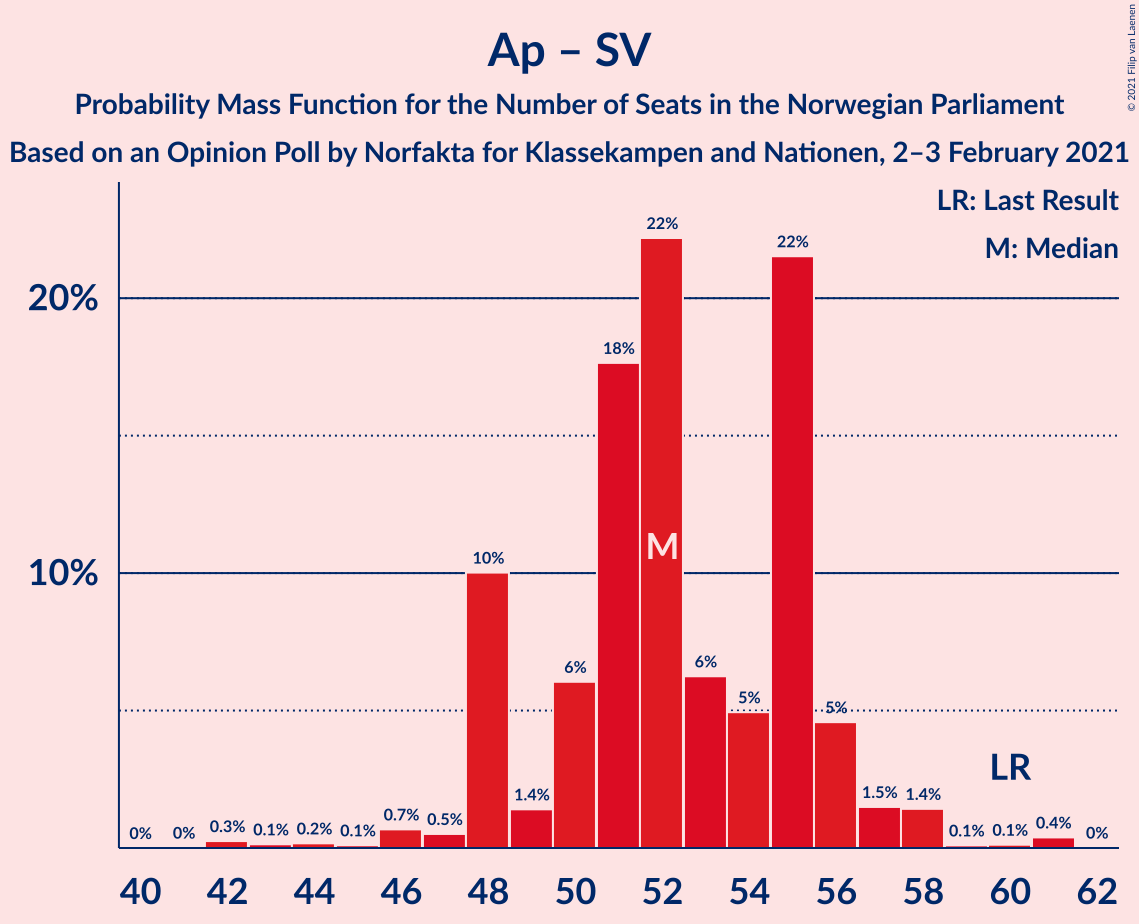 Ap – SV
Probability Mass Function for the Number of Seats in the Norwegian Parliament
Based on an Opinion Poll by Norfakta for Klassekampen and Nationen, 2–3 February 2021
© 2021 Filip van Laenen
LR: Last Result
M: Median
20%
10%
0%
0%
0.3%
0.1%
0.2%
0.1%
0.7%
0.5%
10%
1.4%
6%
18%
22%
6%
5%
22%
5%
1.5%
1.4%
0.1%
0.1%
0.4%
0%
M
LR
40 42 44 46 48 50 52 54 56 58 60 62